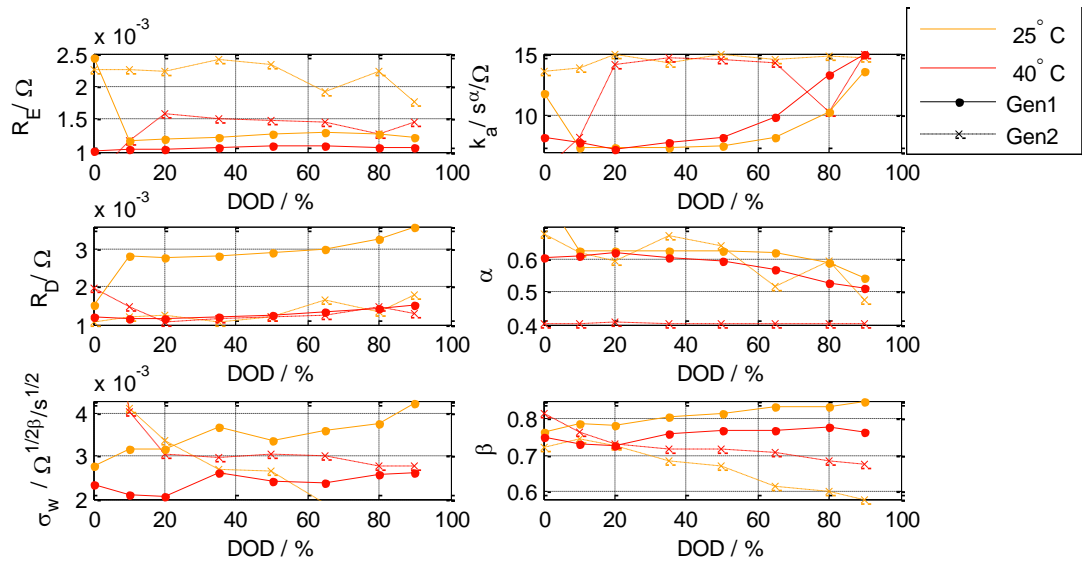 x 10⁻³
2.5
1.5
1
R_E / Ω
0 20 40 60 80 100
DOD / %
15
10
k_a / s^α/Ω
0 20 40 60 80 100
DOD / %
25° C
40° C
Gen1
Gen2
x 10⁻³
3
2
1
R_D / Ω
0 20 40 60 80 100
DOD / %
0.6
0.5
0.4
α
0 20 40 60 80 100
DOD / %
x 10⁻³
4
3
2
σ_w / Ω^1/2β/s^1/2
0 20 40 60 80 100
DOD / %
0.8
0.7
0.6
β
0 20 40 60 80 100
DOD / %